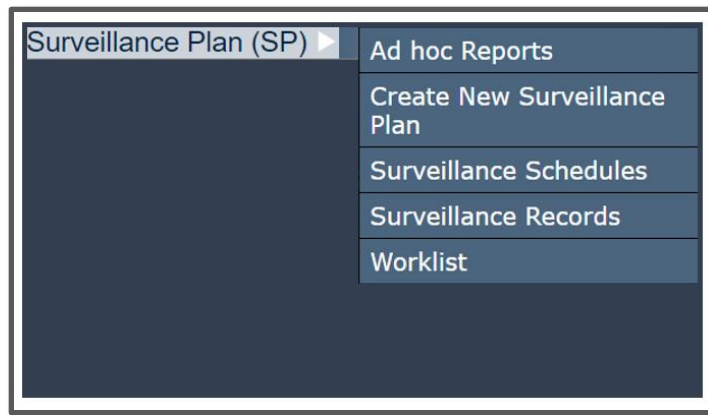 Surveillance Plan (SP)
Ad hoc Reports
Create New Surveillance
Plan
Surveillance Schedules
Surveillance Records
Worklist